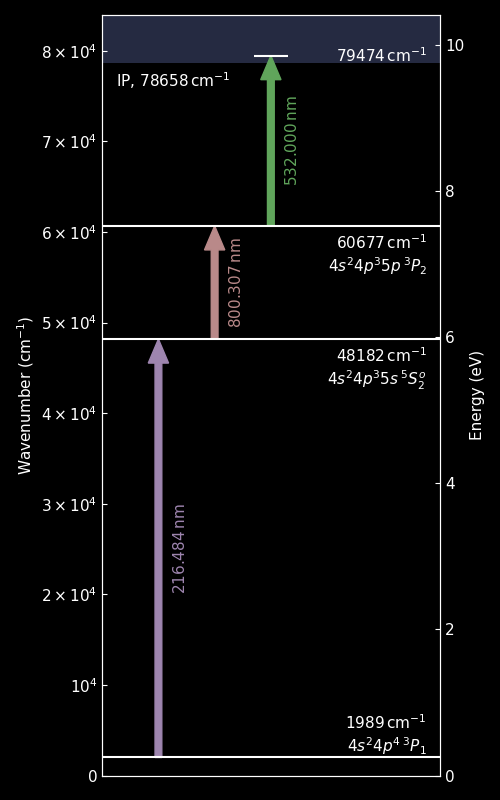 8 × 10⁴
7 × 10⁴
6 × 10⁴
5 × 10⁴
4 × 10⁴
3 × 10⁴
2 × 10⁴
10⁴
0
Wavenumber (cm⁻¹)
IP, 78658 cm⁻¹
79474 cm⁻¹
532.000 nm
60677 cm⁻¹
4s²4p³5p ³P₂
800.307 nm
48182 cm⁻¹
4s²4p³5s ⁵S₂ᵒ
216.484 nm
1989 cm⁻¹
4s²4p⁴ ³P₁
10
8
6
4
2
0
Energy (eV)